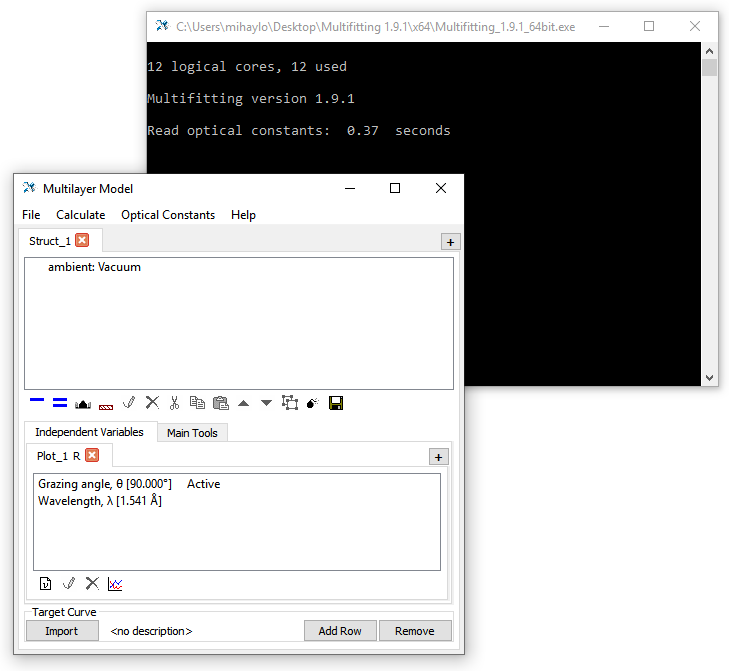 C:\Users\mihaylo\Desktop\Multifitting 1.9.1\x64\Multifitting_1.9.1_64bit.exe
12 logical cores, 12 used
Multifitting version 1.9.1
Read optical constants:  0.37  seconds
Multilayer Model
File Calculate Optical Constants Help
Struct_1
+
ambient: Vacuum
Independent Variables Main Tools
Plot_1 R
+
Grazing angle, θ [90.000°] Active
Wavelength, λ [1.541 Å]
Target Curve
Import <no description> Add Row Remove